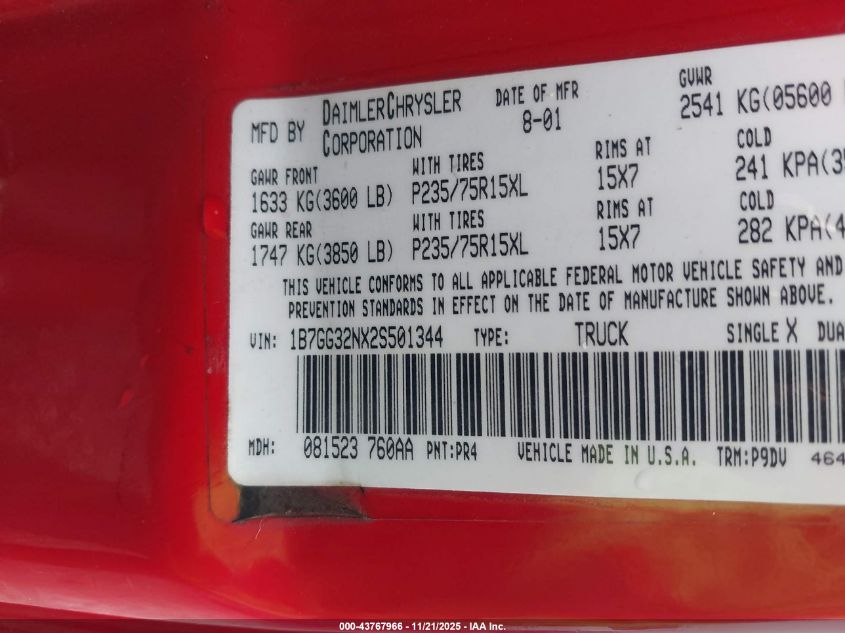 MFD BY DAIMLERCHRYSLER CORPORATION DATE OF MFR 8-01 GVWR 2541 KG(05600
GAWR FRONT WITH TIRES RIMS AT COLD
1633 KG(3600 LB) P235/75R15XL 15X7 241 KPA(
GAWR REAR WITH TIRES RIMS AT COLD
1747 KG(3850 LB) P235/75R15XL 15X7 282 KPA(4
THIS VEHICLE CONFORMS TO ALL APPLICABLE FEDERAL MOTOR VEHICLE SAFETY AND
PREVENTION STANDARDS IN EFFECT ON THE DATE OF MANUFACTURE SHOWN ABOVE.
VIN: 1B7GG32NX2S501344 TYPE: TRUCK SINGLE X DUA
MDH: 081523 760AA PNT:PR4 VEHICLE MADE IN U.S.A. TRM:P9DV 464
000-43767966 - 11/21/2025 - IAA Inc.